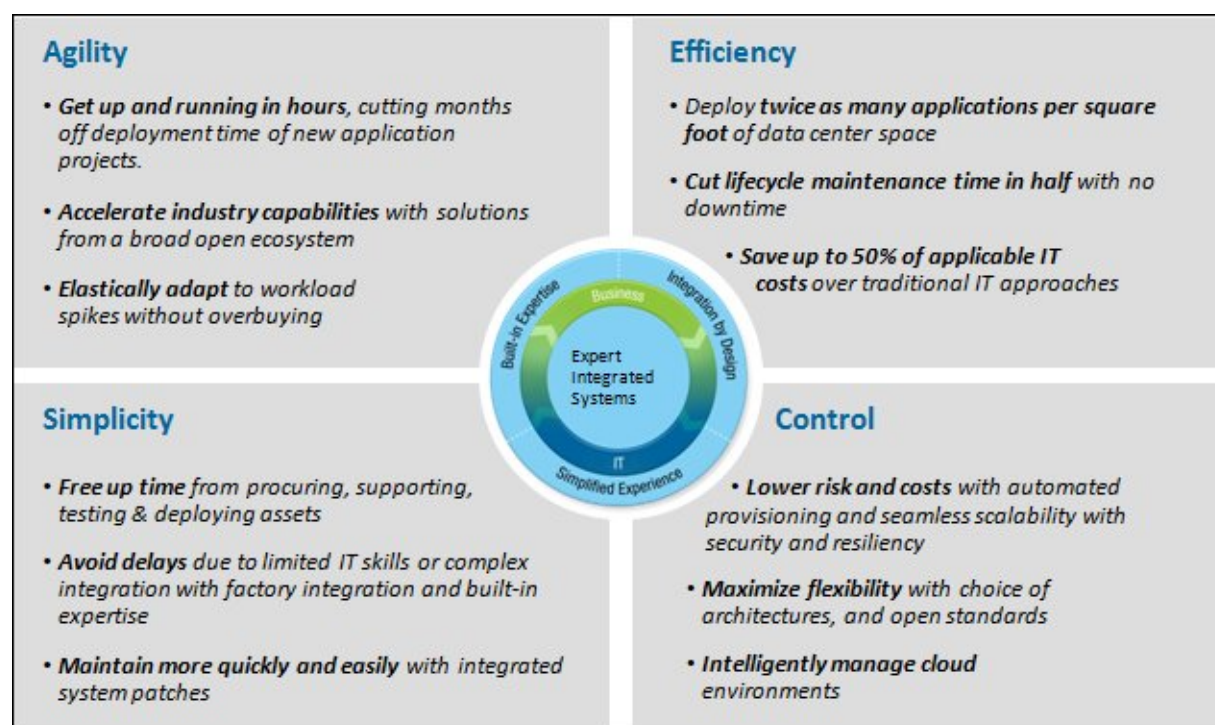 Agility
• Get up and running in hours, cutting months
off deployment time of new application
projects.
• Accelerate industry capabilities with solutions
from a broad open ecosystem
• Elastically adapt to workload
spikes without overbuying
Efficiency
• Deploy twice as many applications per square
foot of data center space
• Cut lifecycle maintenance time in half with no
downtime
• Save up to 50% of applicable IT
costs over traditional IT approaches
Built-in Expertise
Integration by Design
Business
Expert
Integrated
Systems
IT
Simplified Experience
Simplicity
• Free up time from procuring, supporting,
testing & deploying assets
• Avoid delays due to limited IT skills or complex
integration with factory integration and built-in
expertise
• Maintain more quickly and easily with integrated
system patches
Control
• Lower risk and costs with automated
provisioning and seamless scalability with
security and resiliency
• Maximize flexibility with choice of
architectures, and open standards
• Intelligently manage cloud
environments